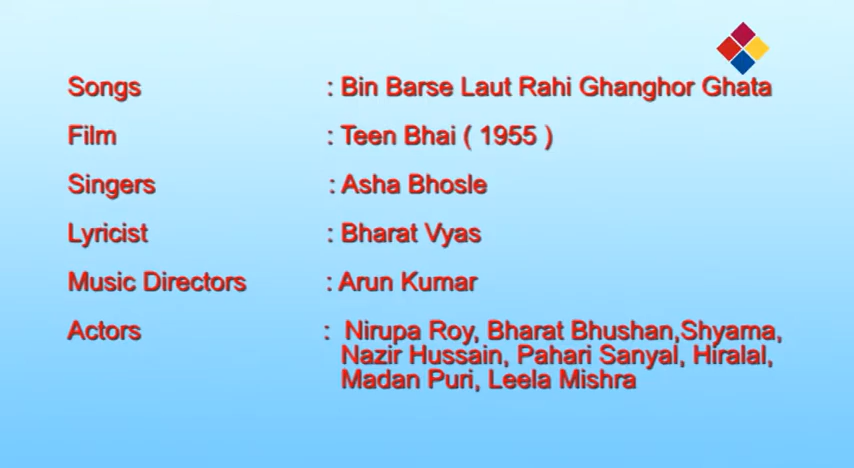 Songs : Bin Barse Laut Rahi Ghanghor Ghata
Film : Teen Bhai ( 1955 )
Singers : Asha Bhosle
Lyricist : Bharat Vyas
Music Directors : Arun Kumar
Actors : Nirupa Roy, Bharat Bhushan,Shyama,
Nazir Hussain, Pahari Sanyal, Hiralal,
Madan Puri, Leela Mishra